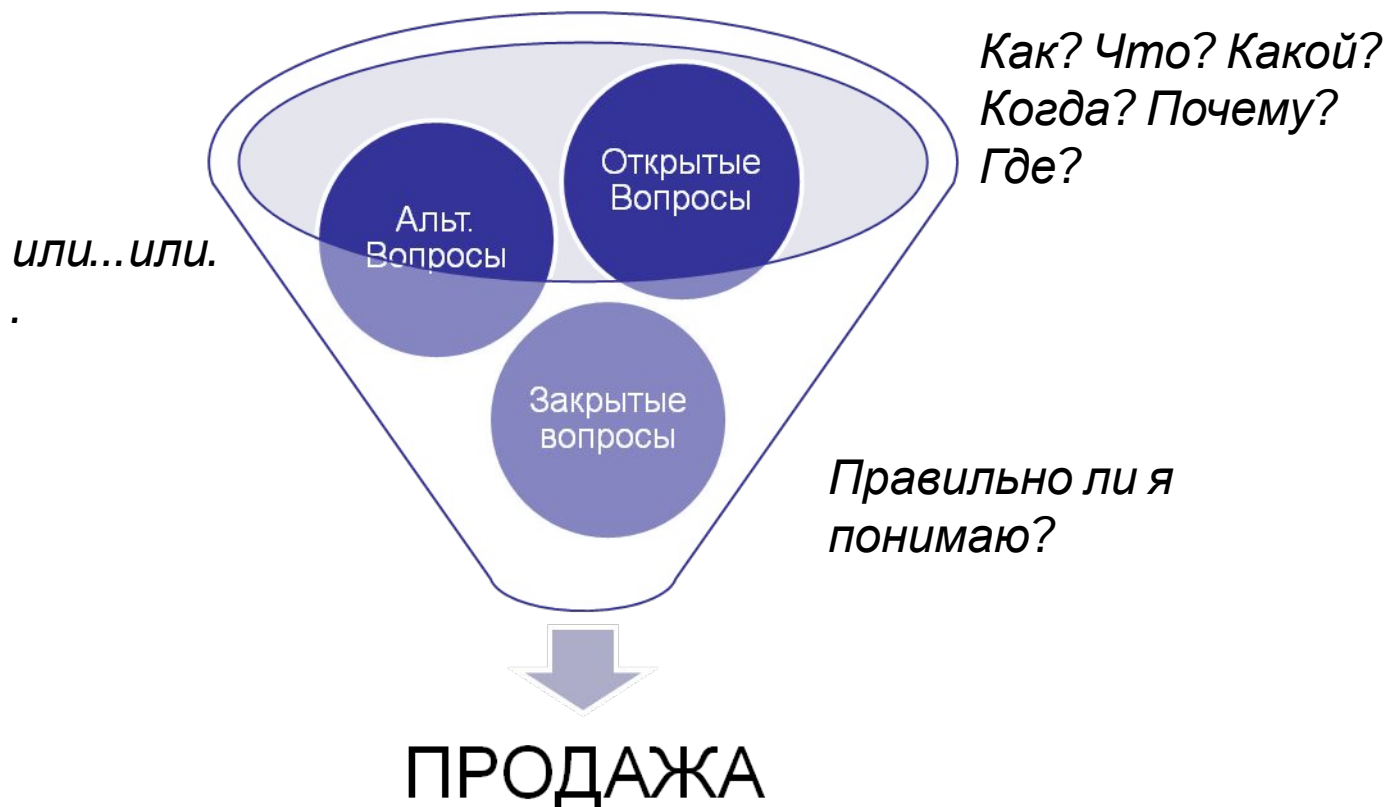 Как? Что? Какой?
Когда? Почему?
Где?
Открытые
Вопросы
Альт.
Вопросы
или...или.
.
Закрытые
вопросы
Правильно ли я
понимаю?
ПРОДАЖА